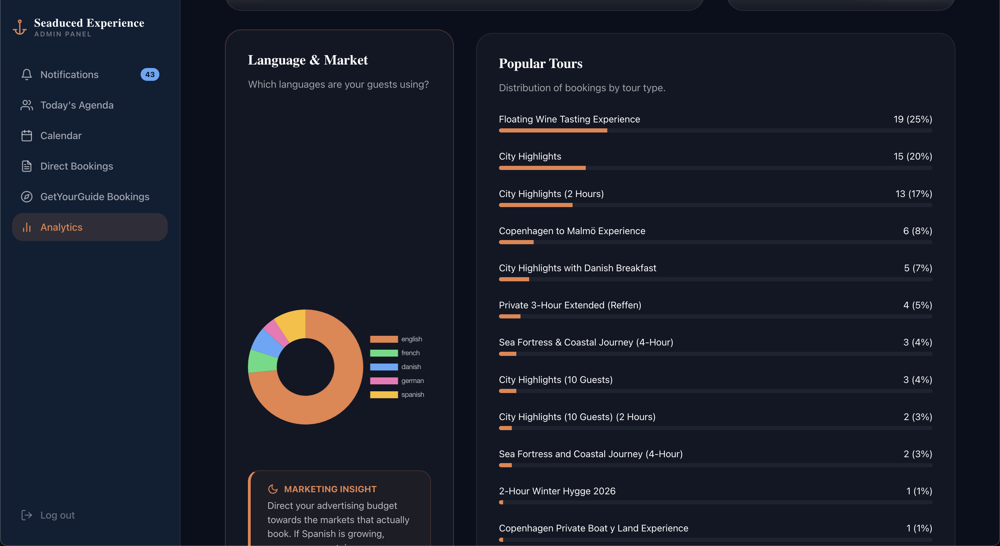 Seaduced Experience
ADMIN PANEL
Notifications 43
Today's Agenda
Calendar
Direct Bookings
GetYourGuide Bookings
Analytics
Log out
Language & Market
Which languages are your guests using?
english
french
danish
german
spanish
MARKETING INSIGHT
Direct your advertising budget
towards the markets that actually
book. If Spanish is growing,
Popular Tours
Distribution of bookings by tour type.
Floating Wine Tasting Experience 19 (25%)
City Highlights 15 (20%)
City Highlights (2 Hours) 13 (17%)
Copenhagen to Malmö Experience 6 (8%)
City Highlights with Danish Breakfast 5 (7%)
Private 3-Hour Extended (Reffen) 4 (5%)
Sea Fortress & Coastal Journey (4-Hour) 3 (4%)
City Highlights (10 Guests) 3 (4%)
City Highlights (10 Guests) (2 Hours) 2 (3%)
Sea Fortress and Coastal Journey (4-Hour) 2 (3%)
2-Hour Winter Hygge 2026 1 (1%)
Copenhagen Private Boat y Land Experience 1 (1%)